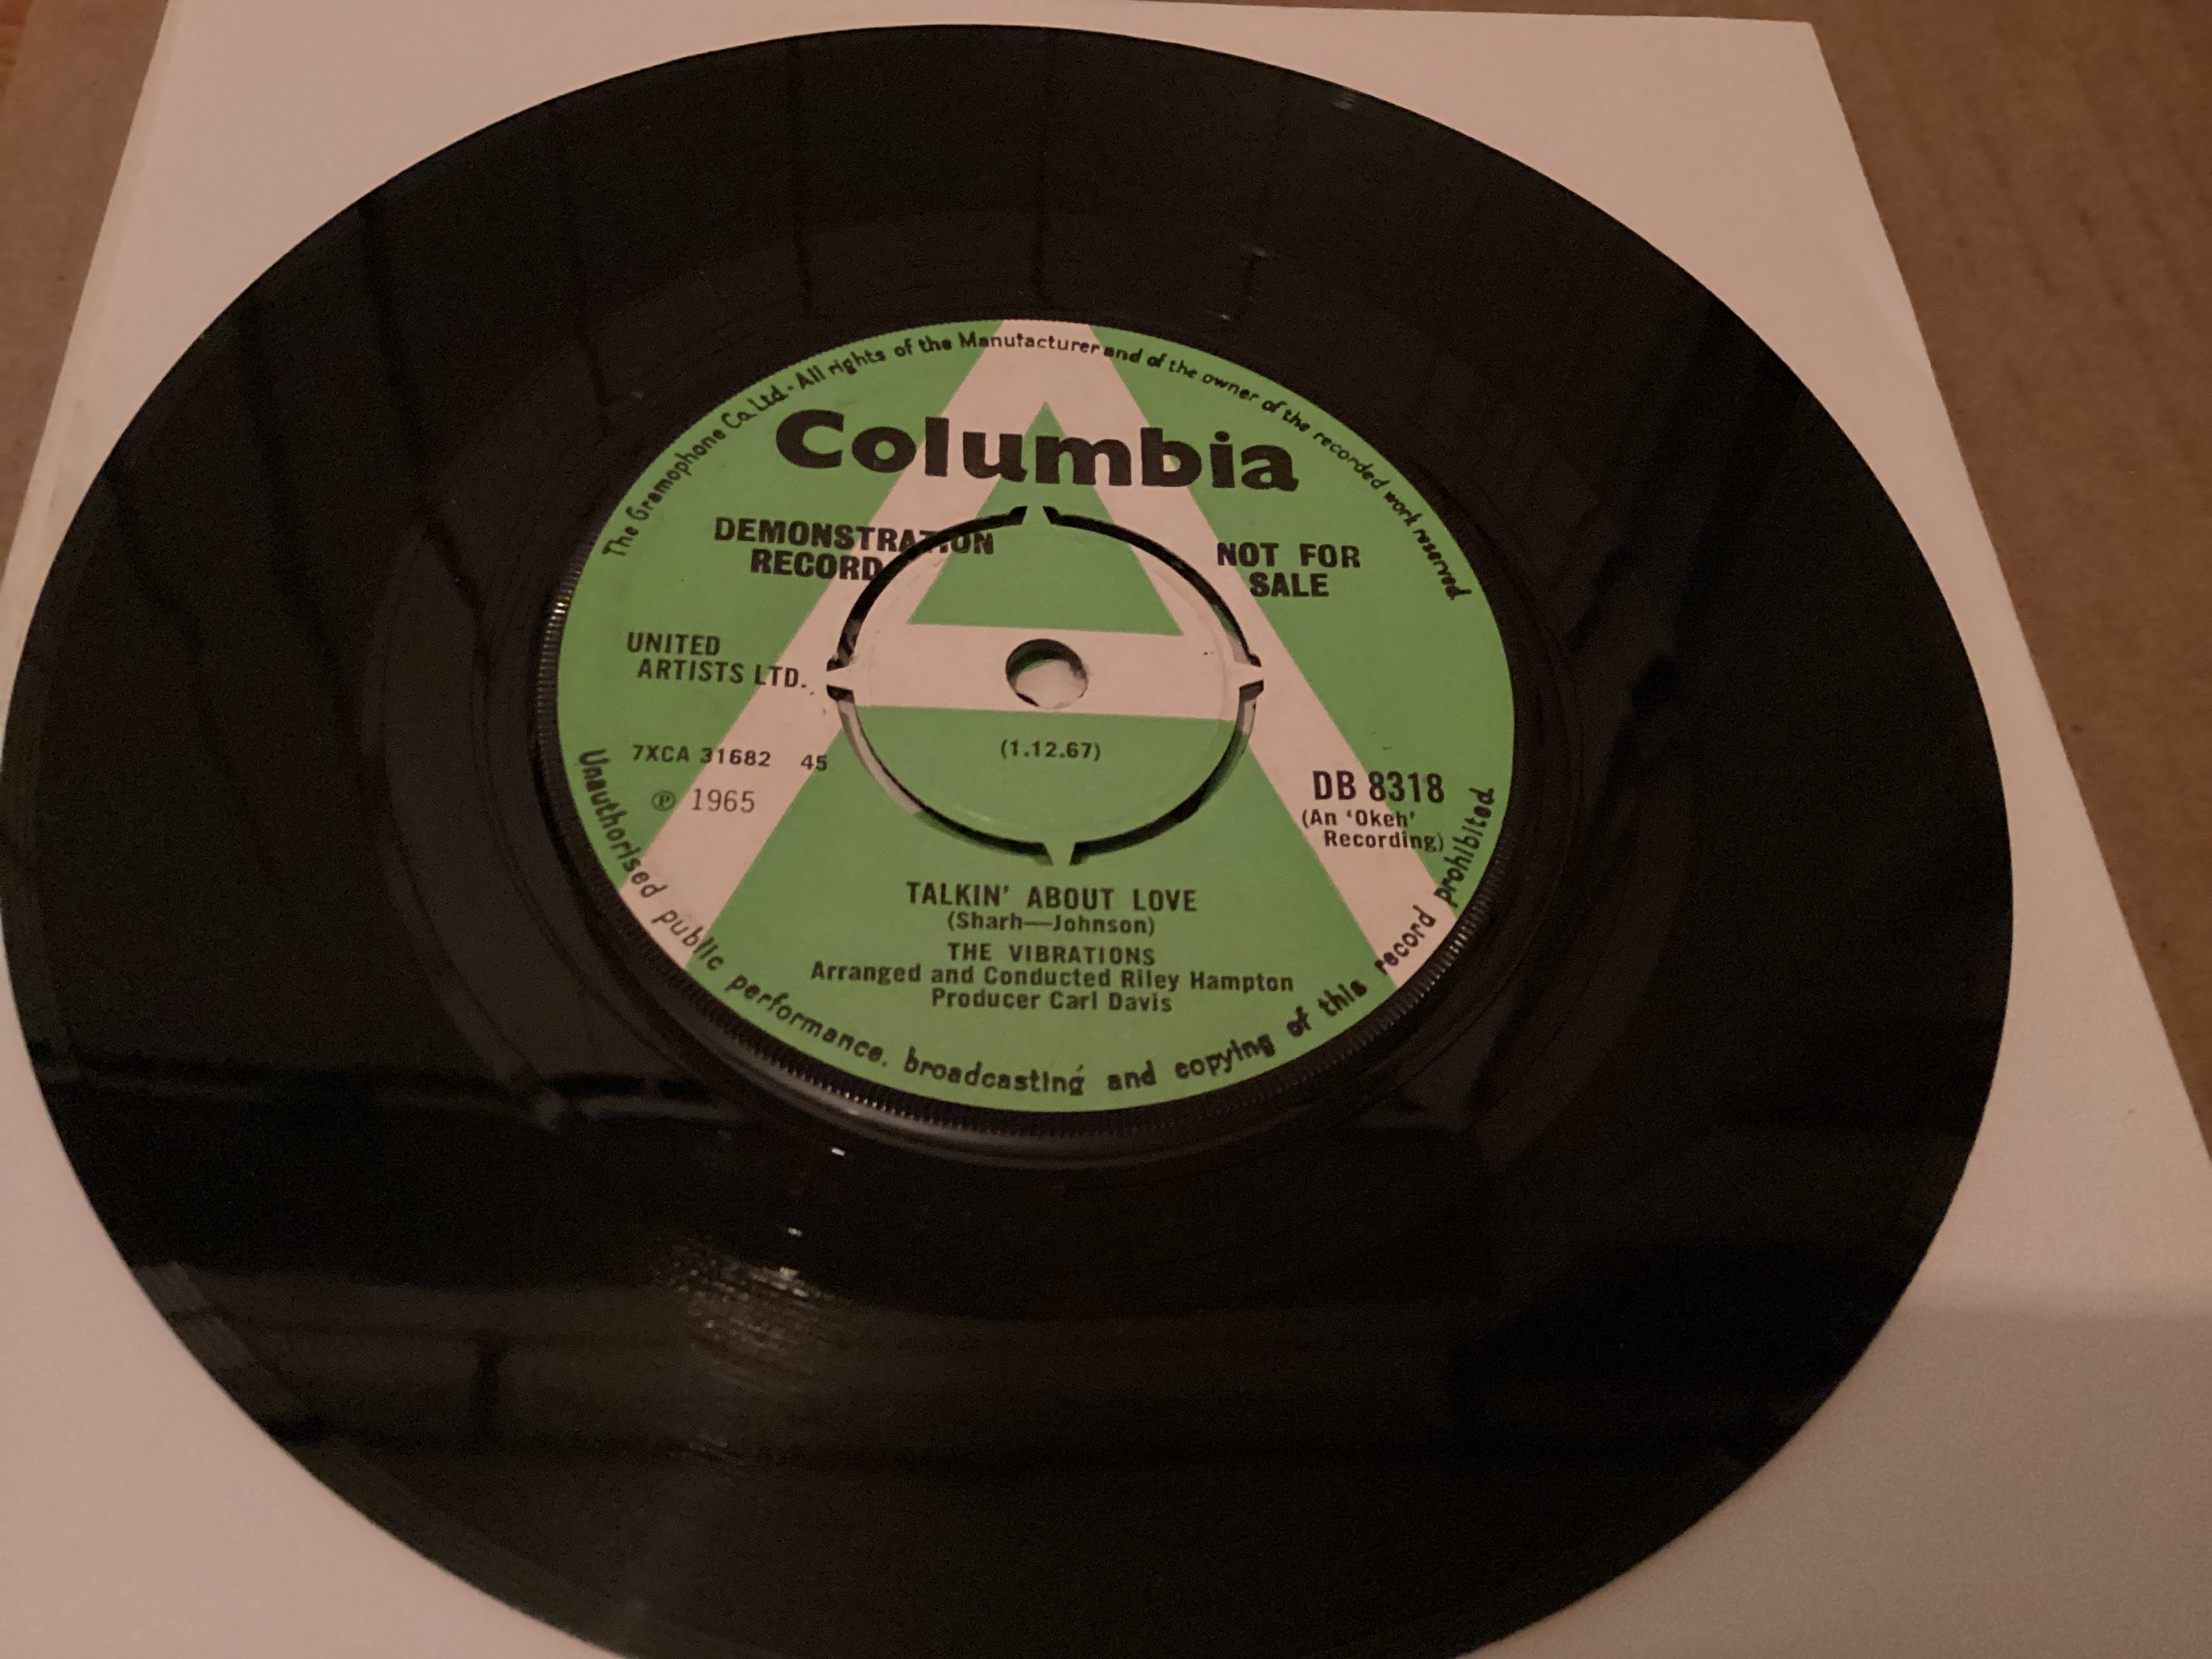 The Gramophone Co. Ltd · All rights of the Manufacturer and of the owner of the recorded work reserved
Columbia
DEMONSTRATION
RECORD
NOT FOR
SALE
UNITED
ARTISTS LTD.
7XCA 31682 45
℗ 1965
(1.12.67)
DB 8318
(An ‘Okeh’
Recording)
TALKIN’ ABOUT LOVE
(Sharh—Johnson)
THE VIBRATIONS
Arranged and Conducted Riley Hampton
Producer Carl Davis
Unauthorised public performance. broadcasting and copying of this record prohibited